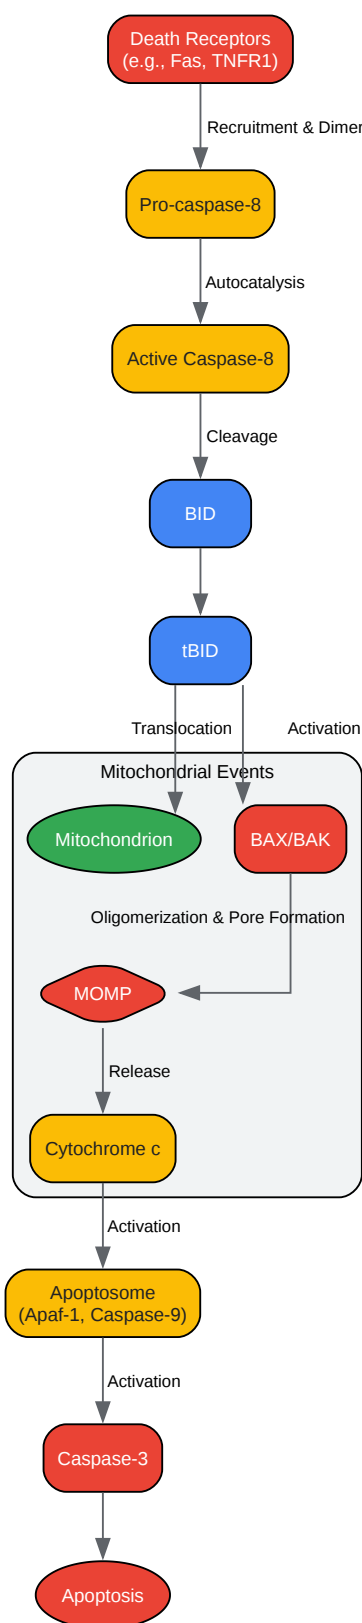 Death Receptors
(e.g., Fas, TNFR1)
Recruitment & Dimer
Pro-caspase-8
Autocatalysis
Active Caspase-8
Cleavage
BID
tBID
Translocation
Activation
Mitochondrial Events
Mitochondrion
BAX/BAK
Oligomerization & Pore Formation
MOMP
Release
Cytochrome c
Activation
Apoptosome
(Apaf-1, Caspase-9)
Activation
Caspase-3
Apoptosis